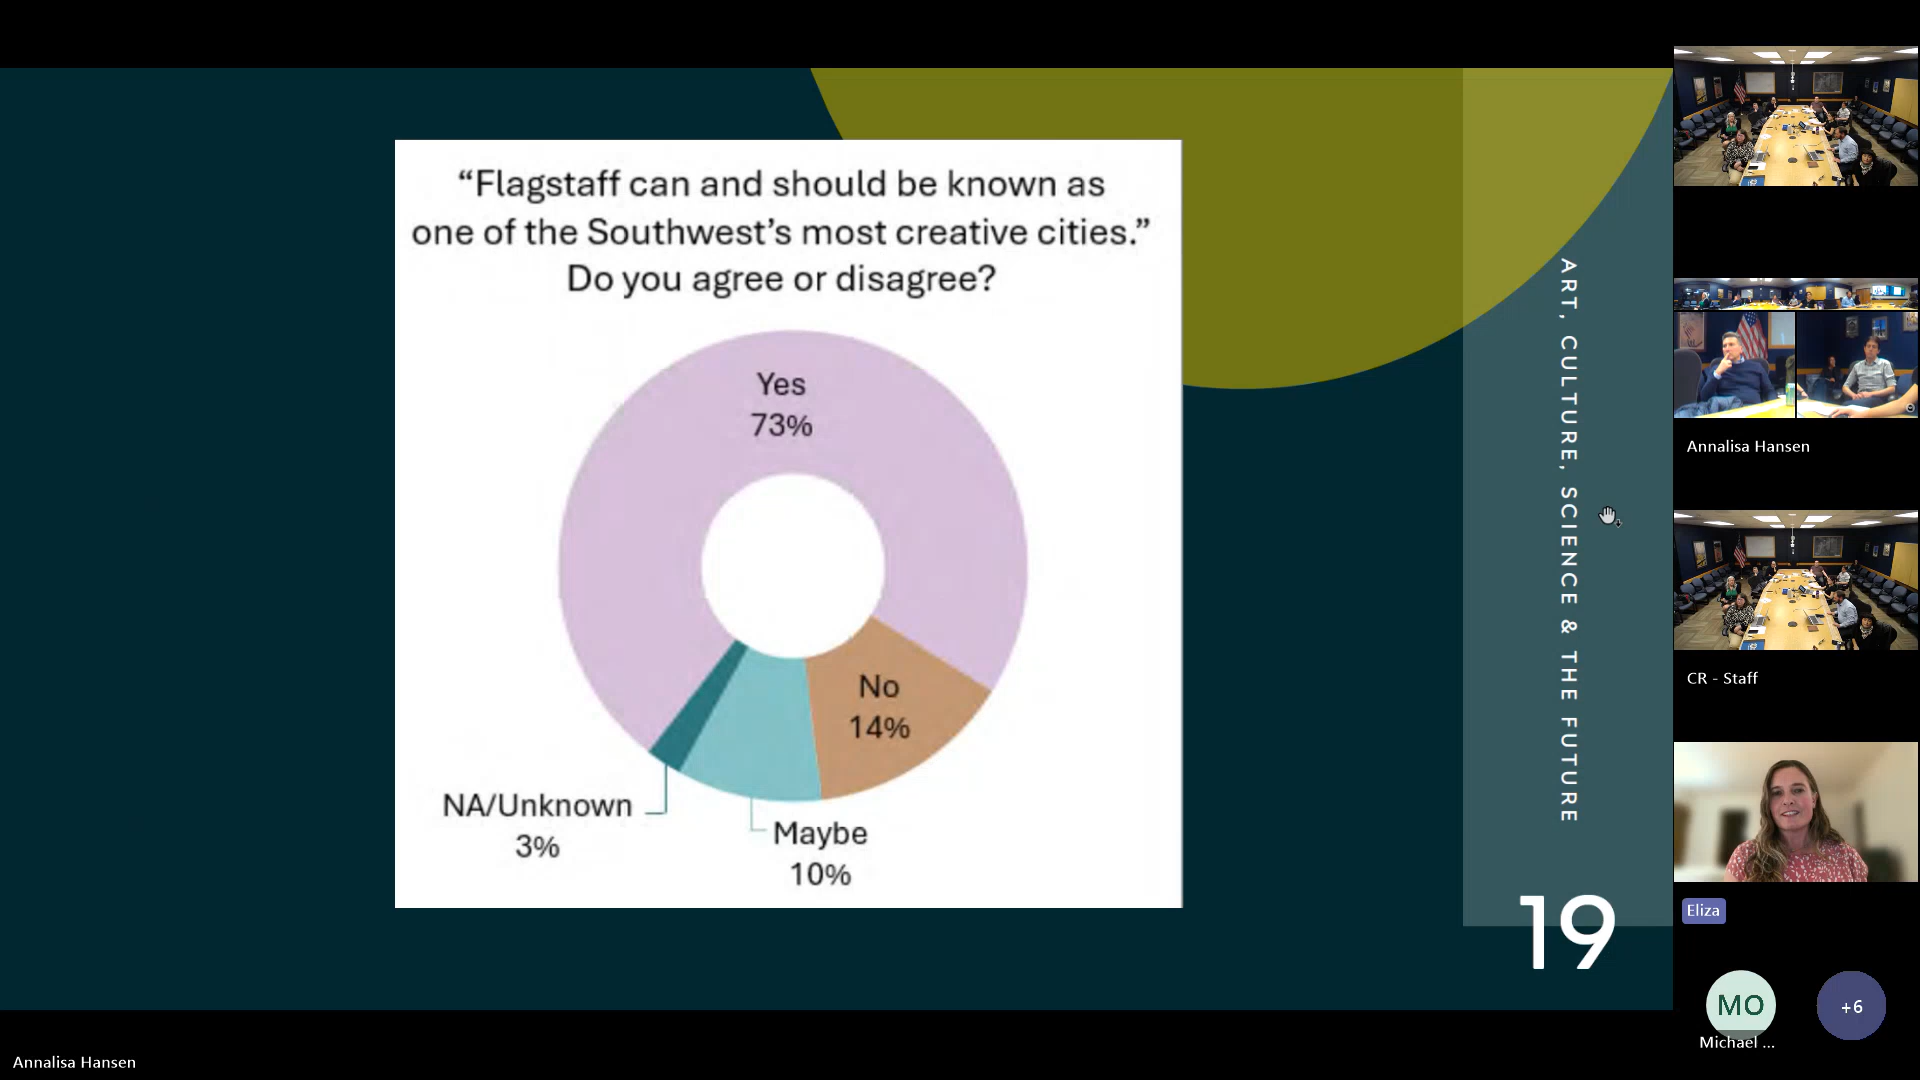 “Flagstaff can and should be known as
one of the Southwest’s most creative cities.”
Do you agree or disagree?
Yes
73%
No
14%
NA/Unknown
3%
Maybe
10%
ART, CULTURE, SCIENCE & THE FUTURE
19
Annalisa Hansen
CR - Staff
Eliza
MO
Michael ...
+6
Annalisa Hansen